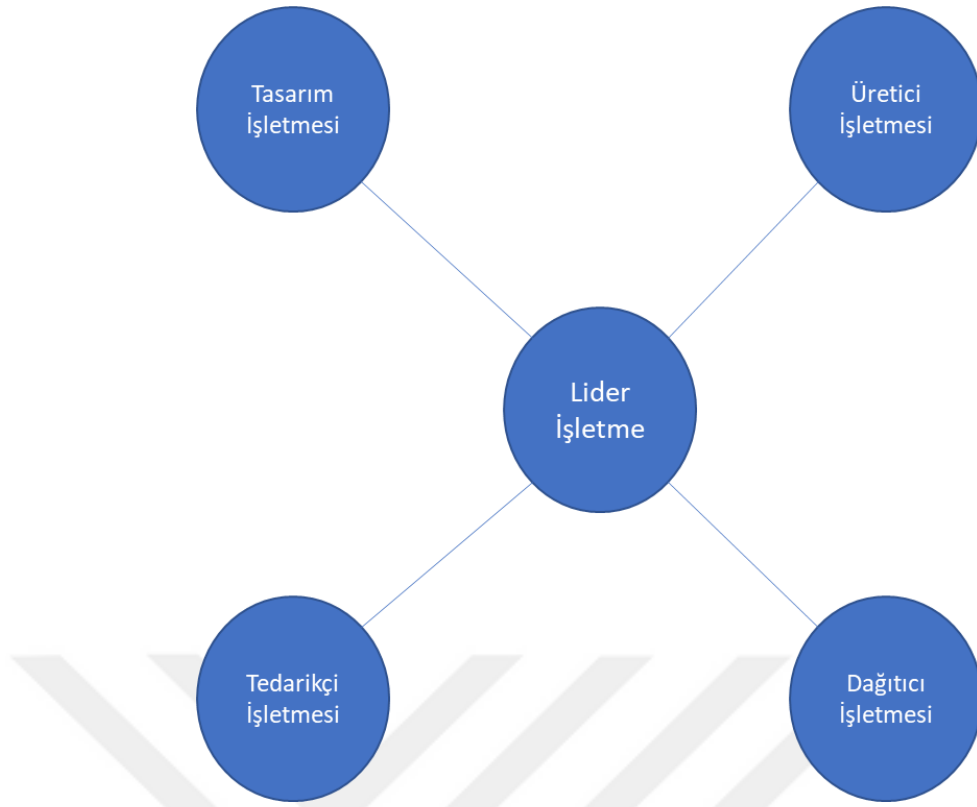 Tasarım
İşletmesi
Üretici
İşletmesi
Lider
İşletme
Tedarikçi
İşletmesi
Dağıtıcı
İşletmesi